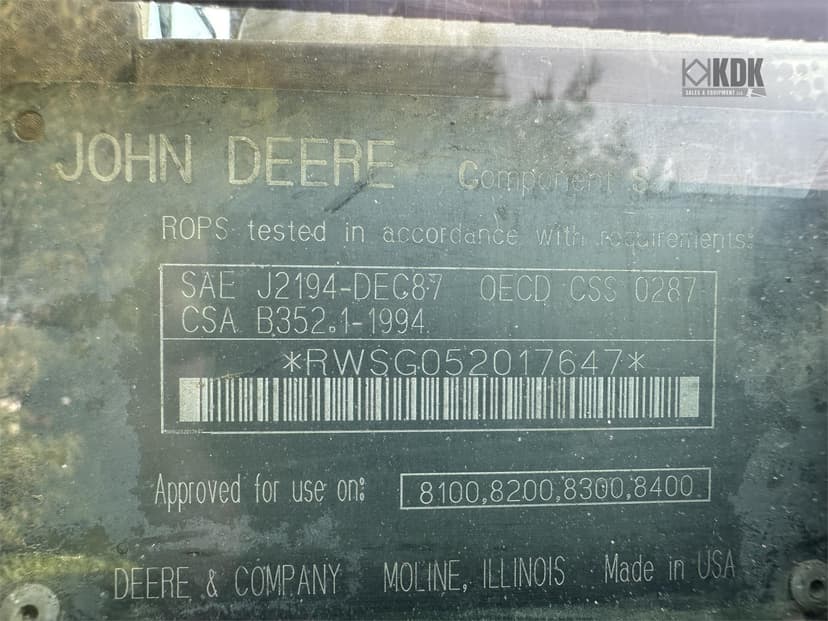 KDK
SALES & EQUIPMENT LLC
JOHN DEERE Component S/N
ROPS tested in accordance with requirements:
SAE J2194-DEC87 OECD CSS 0287
CSA B352.1-1994
*RWSG052017647*
Approved for use on: 8100,8200,8300,8400
DEERE & COMPANY MOLINE, ILLINOIS Made in USA